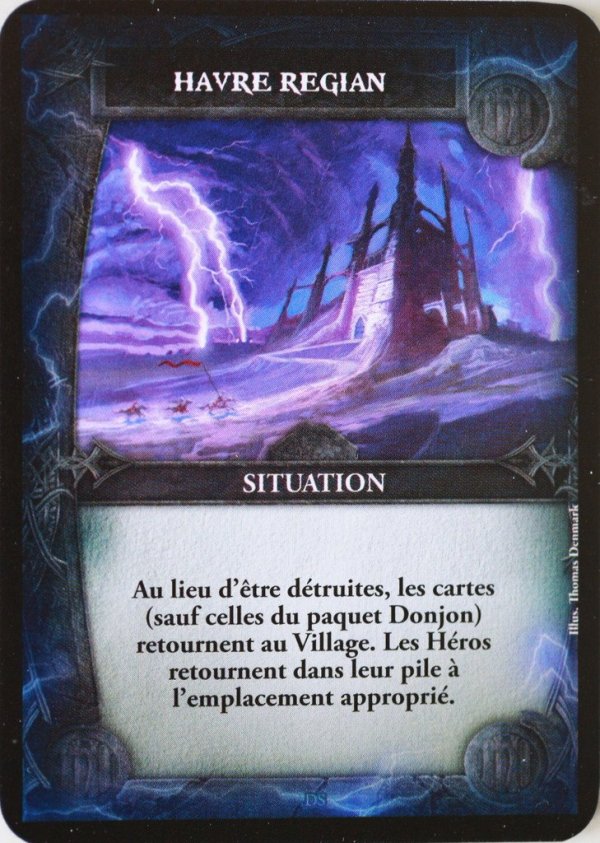 HAVRE REGIAN
SITUATION
Au lieu d'être détruites, les cartes
(sauf celles du paquet Donjon)
retournent au Village. Les Héros
retournent dans leur pile à
l'emplacement approprié.
Illus. Thomas Denmark
DS